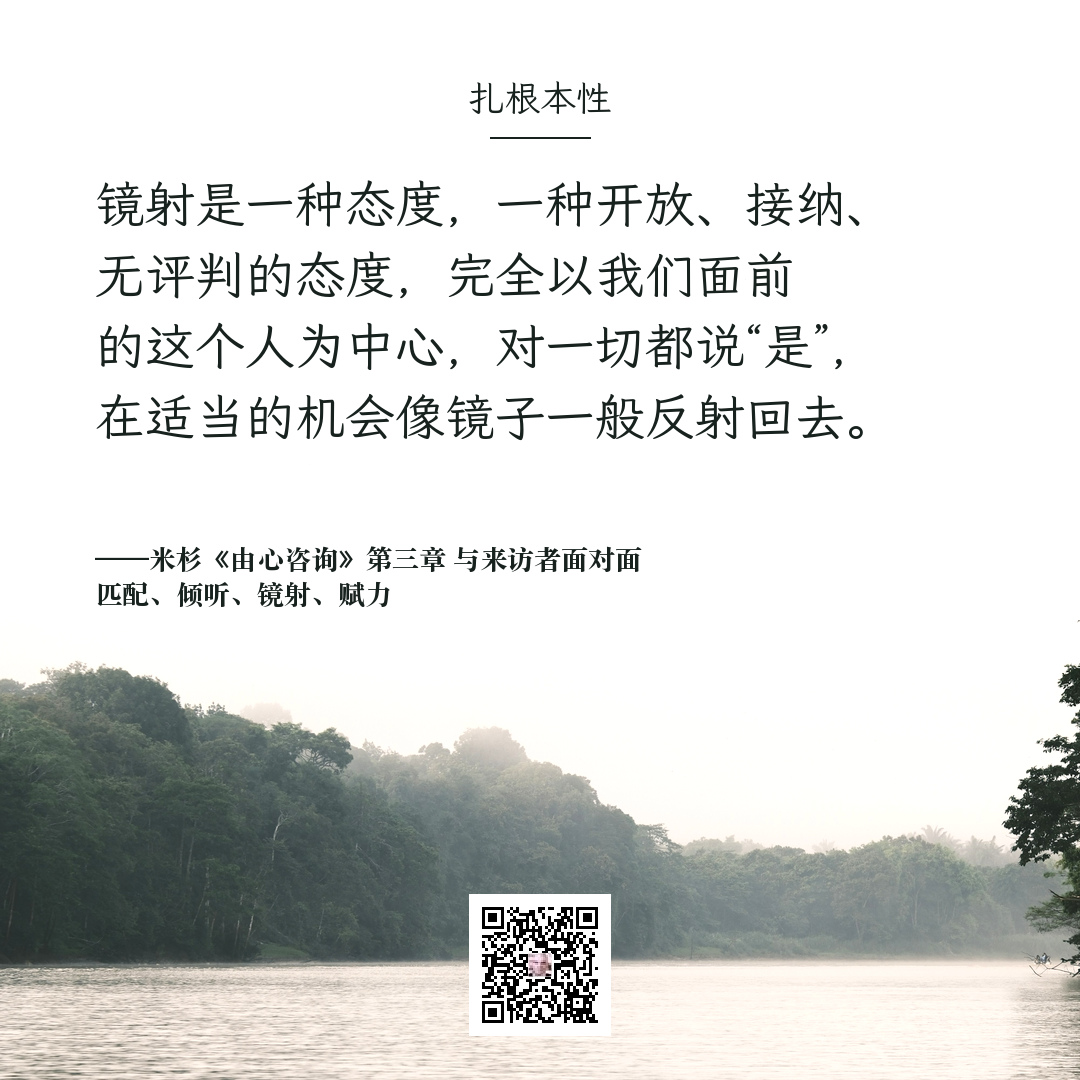 扎根本性
镜射是一种态度，一种开放、接纳、
无评判的态度，完全以我们面前
的这个人为中心，对一切都说“是”，
在适当的机会像镜子一般反射回去。
——米杉《由心咨询》第三章 与来访者面对面
匹配、倾听、镜射、赋力